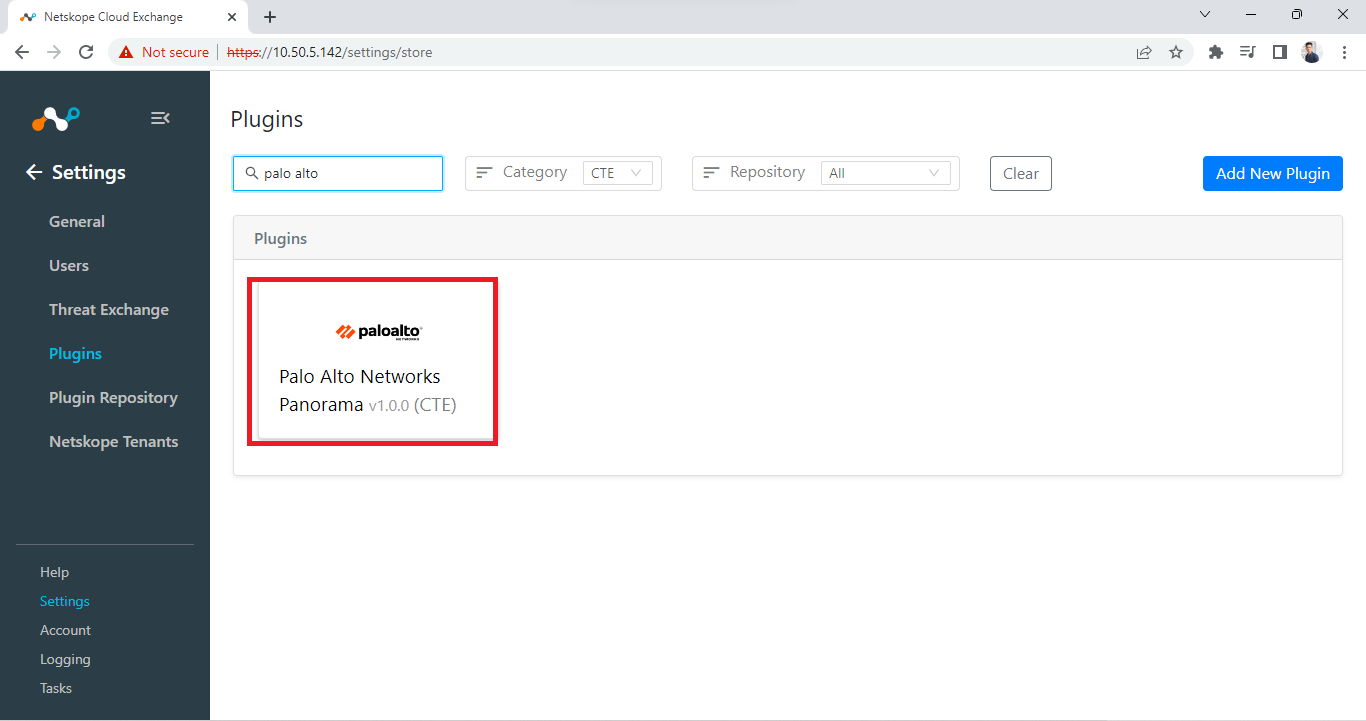 Netskope Cloud Exchange
Not secure https://10.50.5.142/settings/store
Settings
General
Users
Threat Exchange
Plugins
Plugin Repository
Netskope Tenants
Help
Settings
Account
Logging
Tasks
Plugins
palo alto
Category CTE
Repository All
Clear
Add New Plugin
Plugins
paloalto
NETWORKS
Palo Alto Networks
Panorama v1.0.0 (CTE)